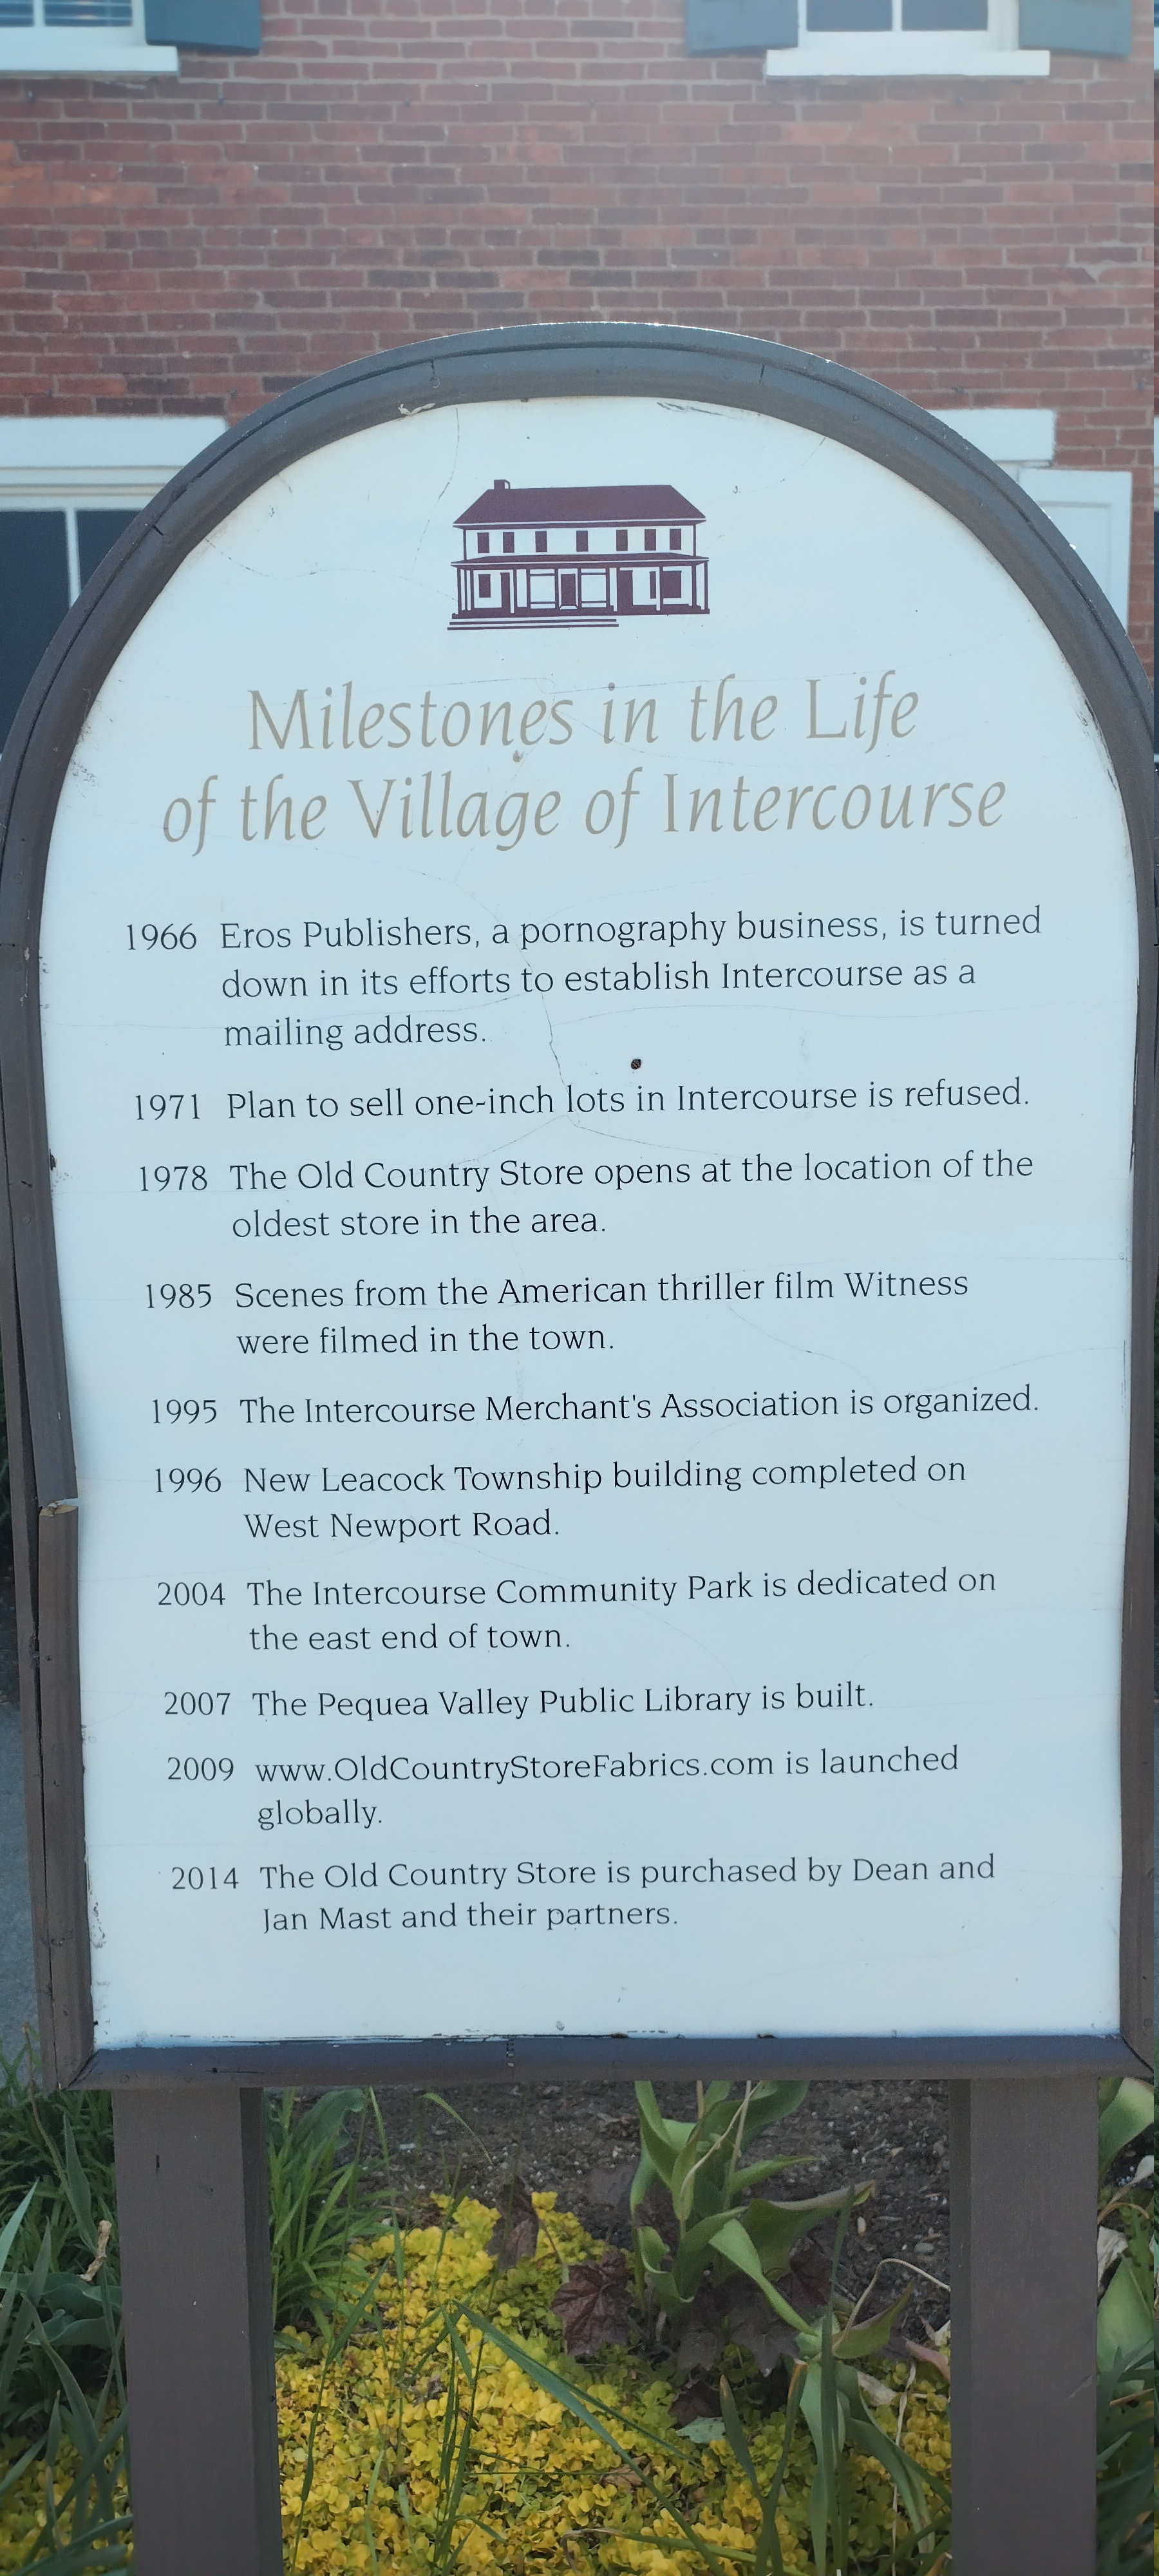 Milestones in the Life
of the Village of Intercourse
1966 Eros Publishers, a pornography business, is turned
down in its efforts to establish Intercourse as a
mailing address.
1971 Plan to sell one-inch lots in Intercourse is refused.
1978 The Old Country Store opens at the location of the
oldest store in the area.
1985 Scenes from the American thriller film Witness
were filmed in the town.
1995 The Intercourse Merchant's Association is organized.
1996 New Leacock Township building completed on
West Newport Road.
2004 The Intercourse Community Park is dedicated on
the east end of town.
2007 The Pequea Valley Public Library is built.
2009 www.OldCountryStoreFabrics.com is launched
globally.
2014 The Old Country Store is purchased by Dean and
Jan Mast and their partners.